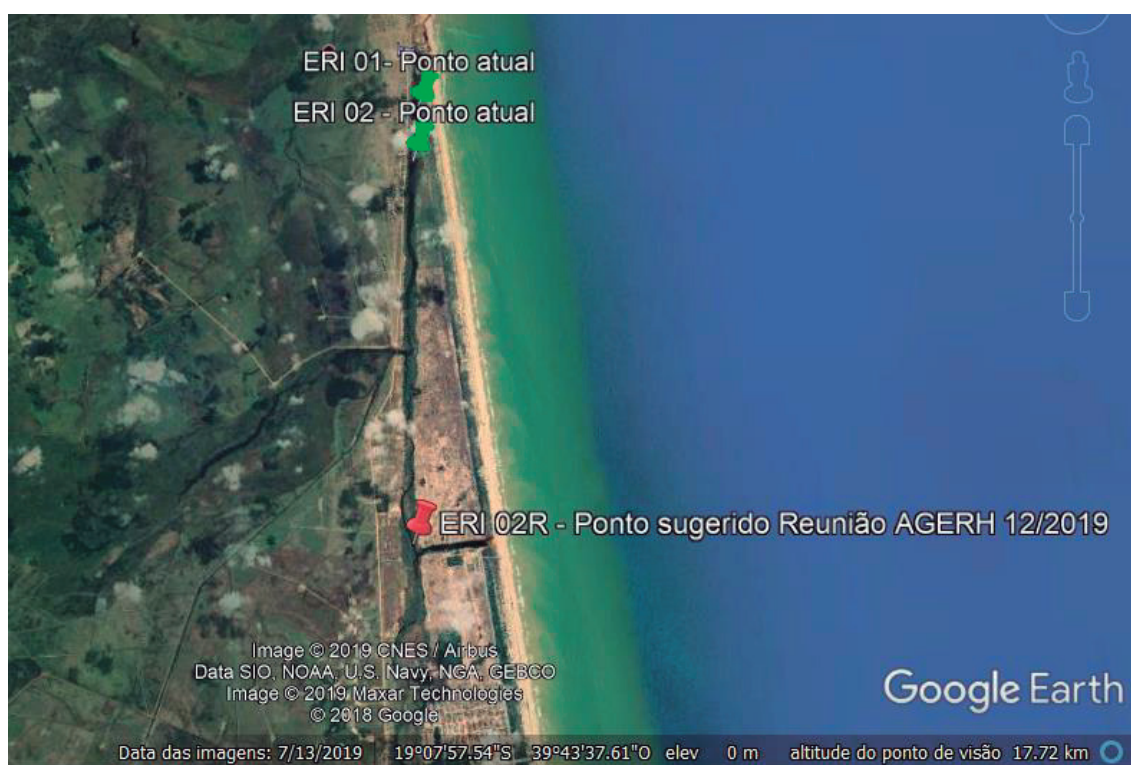 ERI 01- Ponto atual
ERI 02 - Ponto atual
ERI 02R - Ponto sugerido Reunião AGERH 12/2019
Image © 2019 CNES / Airbus
Data SIO, NOAA, U.S. Navy, NGA, GEBCO
Image © 2019 Maxar Technologies
© 2018 Google
Google Earth
Data das imagens: 7/13/2019 19°07'57.54"S 39°43'37.61"O elev 0 m altitude do ponto de visão 17.72 km